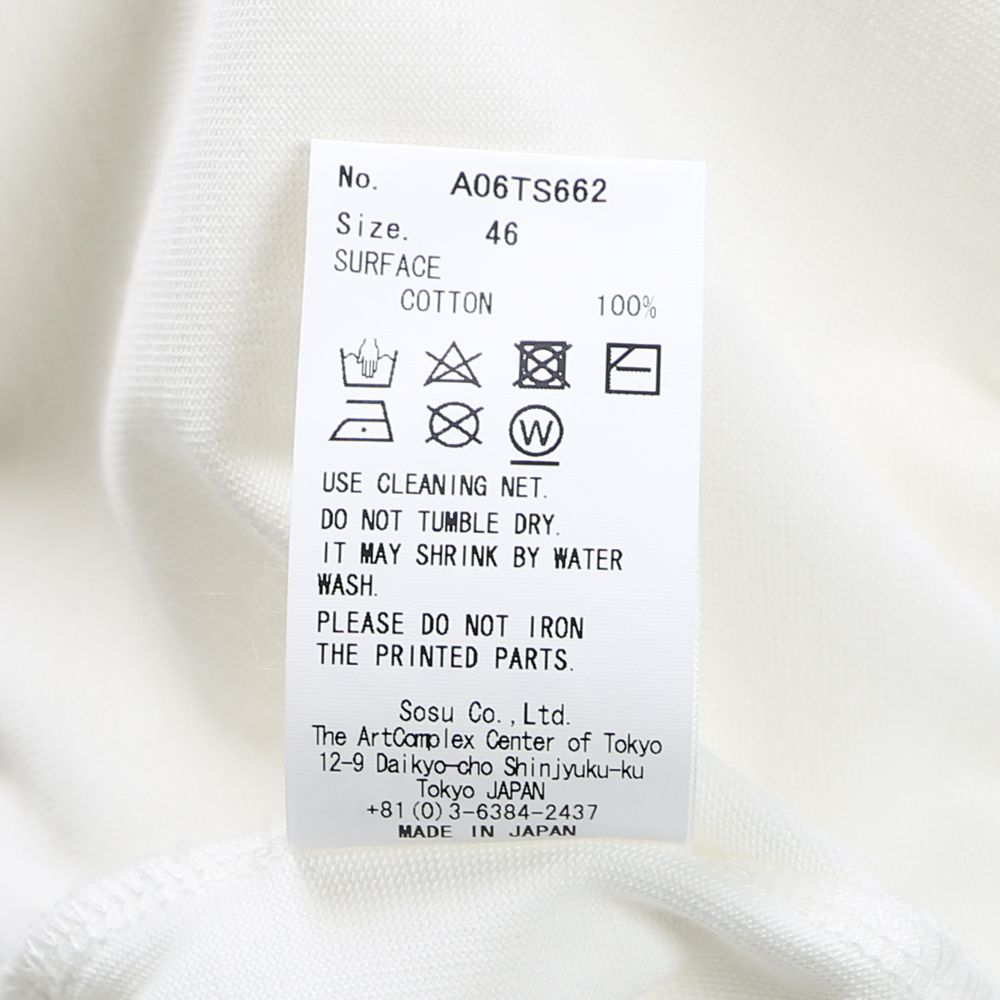 No. A06TS662
Size. 46
SURFACE
COTTON 100%
W
USE CLEANING NET.
DO NOT TUMBLE DRY.
IT MAY SHRINK BY WATER
WASH.
PLEASE DO NOT IRON
THE PRINTED PARTS.
Sosu Co.,Ltd.
The ArtComplex Center of Tokyo
12-9 Daikyo-cho Shinjyuku-ku
Tokyo JAPAN
+81(0)3-6384-2437
MADE IN JAPAN